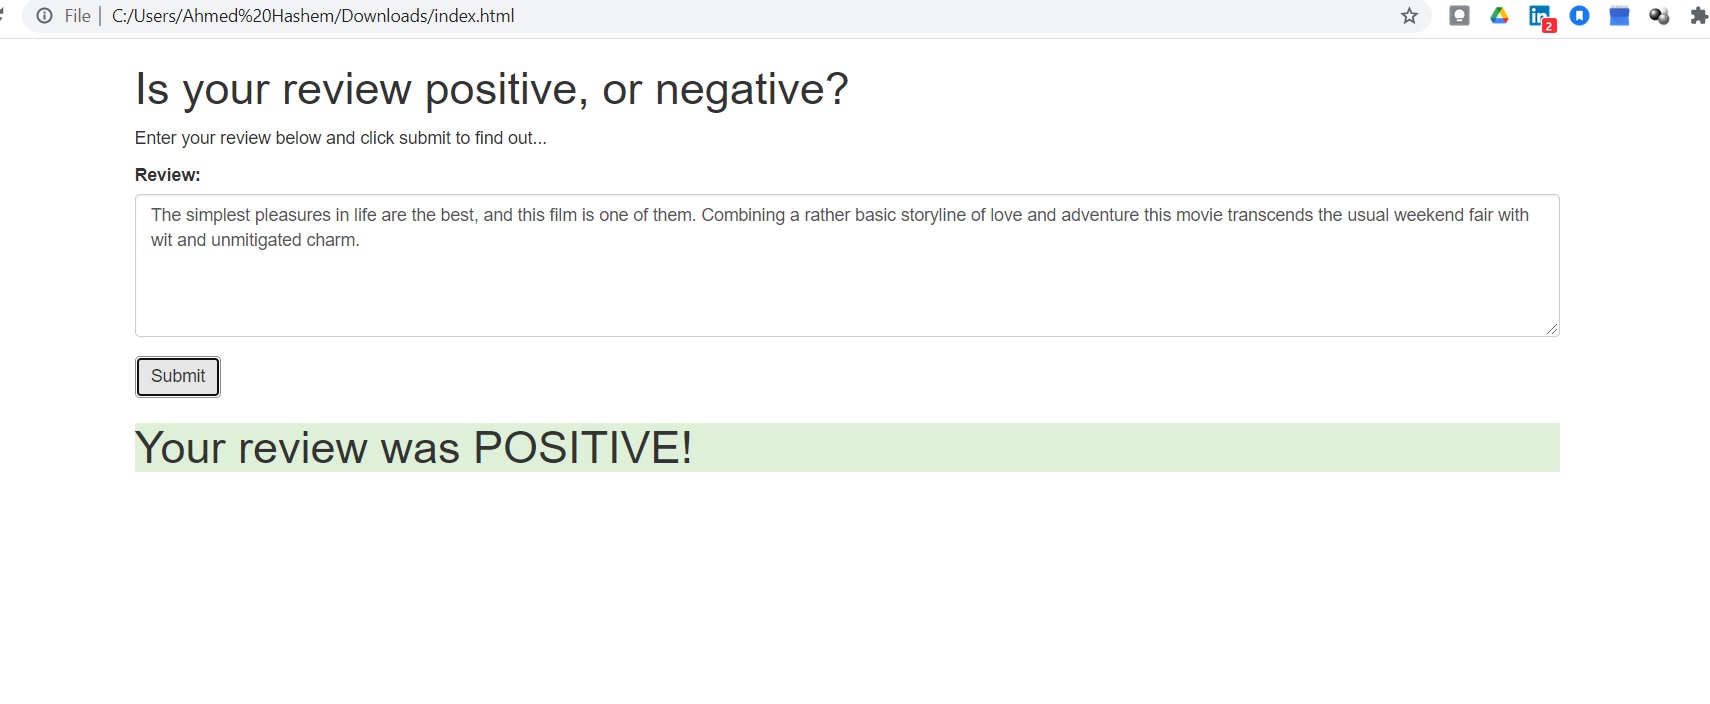 File | C:/Users/Ahmed%20Hashem/Downloads/index.html
2
Is your review positive, or negative?
Enter your review below and click submit to find out...
Review:
The simplest pleasures in life are the best, and this film is one of them. Combining a rather basic storyline of love and adventure this movie transcends the usual weekend fair with
wit and unmitigated charm.
Submit
Your review was POSITIVE!